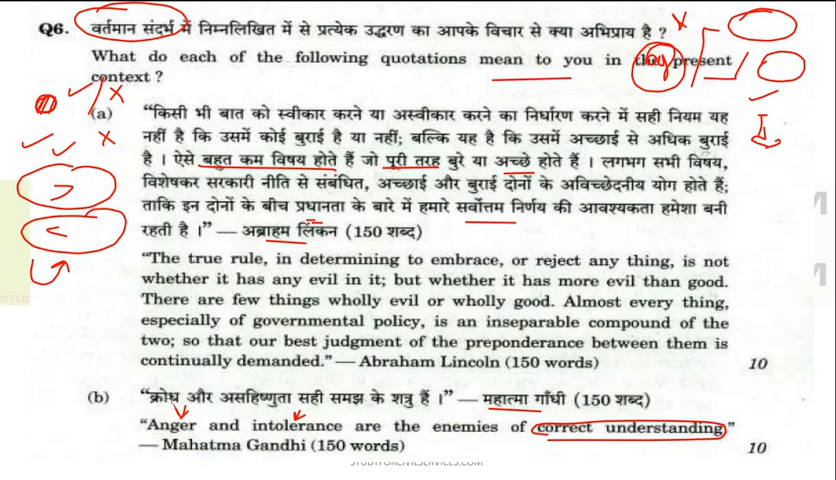 Q6. वर्तमान संदर्भ में निम्नलिखित में से प्रत्येक उद्धरण का आपके विचार से क्या अभिप्राय है ?
What do each of the following quotations mean to you in the present
context ?
(a) “किसी भी बात को स्वीकार करने या अस्वीकार करने का निर्धारण करने में सही नियम यह
नहीं है कि उसमें कोई बुराई है या नहीं; बल्कि यह है कि उसमें अच्छाई से अधिक बुराई
है । ऐसे बहुत कम विषय होते हैं जो पूरी तरह बुरे या अच्छे होते हैं । लगभग सभी विषय,
विशेषकर सरकारी नीति से संबंधित, अच्छाई और बुराई दोनों के अविच्छेदनीय योग होते हैं;
ताकि इन दोनों के बीच प्रधानता के बारे में हमारे सर्वोत्तम निर्णय की आवश्यकता हमेशा बनी
रहती है ।” — अब्राहम लिंकन (150 शब्द)
“The true rule, in determining to embrace, or reject any thing, is not
whether it has any evil in it; but whether it has more evil than good.
There are few things wholly evil or wholly good. Almost every thing,
especially of governmental policy, is an inseparable compound of the
two; so that our best judgment of the preponderance between them is
continually demanded.” — Abraham Lincoln (150 words) 10
(b) “क्रोध और असहिष्णुता सही समझ के शत्रु हैं ।” — महात्मा गाँधी (150 शब्द)
“Anger and intolerance are the enemies of correct understanding”
— Mahatma Gandhi (150 words) 10
STUDYFORCIVILSERVICES.COM